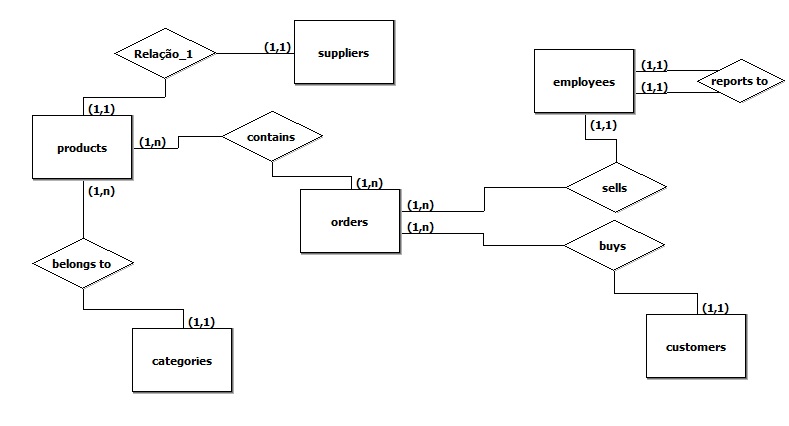 Relação_1
(1,1)
suppliers
employees
(1,1)
(1,1)
reports to
(1,1)
products
(1,n)
contains
(1,1)
(1,n)
(1,n)
orders
(1,n)
(1,n)
sells
buys
belongs to
(1,1)
categories
(1,1)
customers